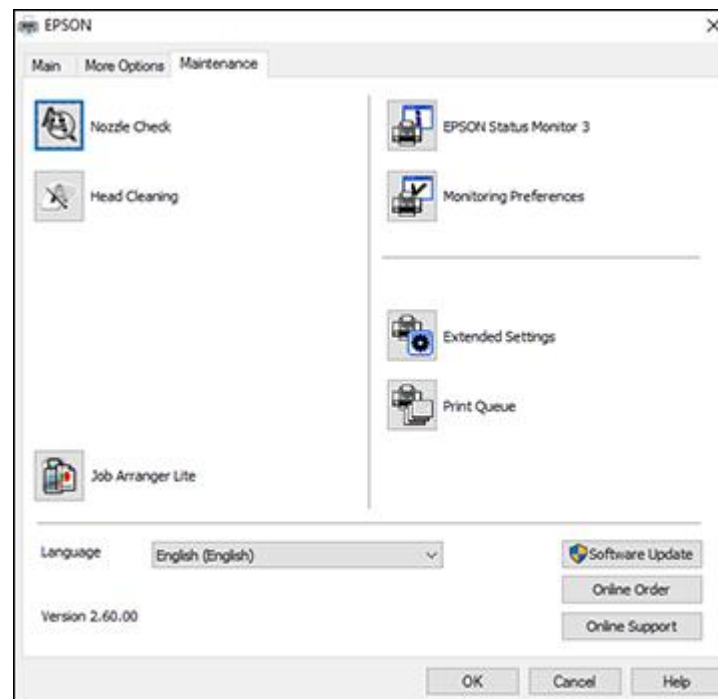 EPSON
Main
More Options
Maintenance
Nozzle Check
Head Cleaning
Job Arranger Lite
EPSON Status Monitor 3
Monitoring Preferences
Extended Settings
Print Queue
Language
English (English)
Version 2.60.00
Software Update
Online Order
Online Support
OK
Cancel
Help